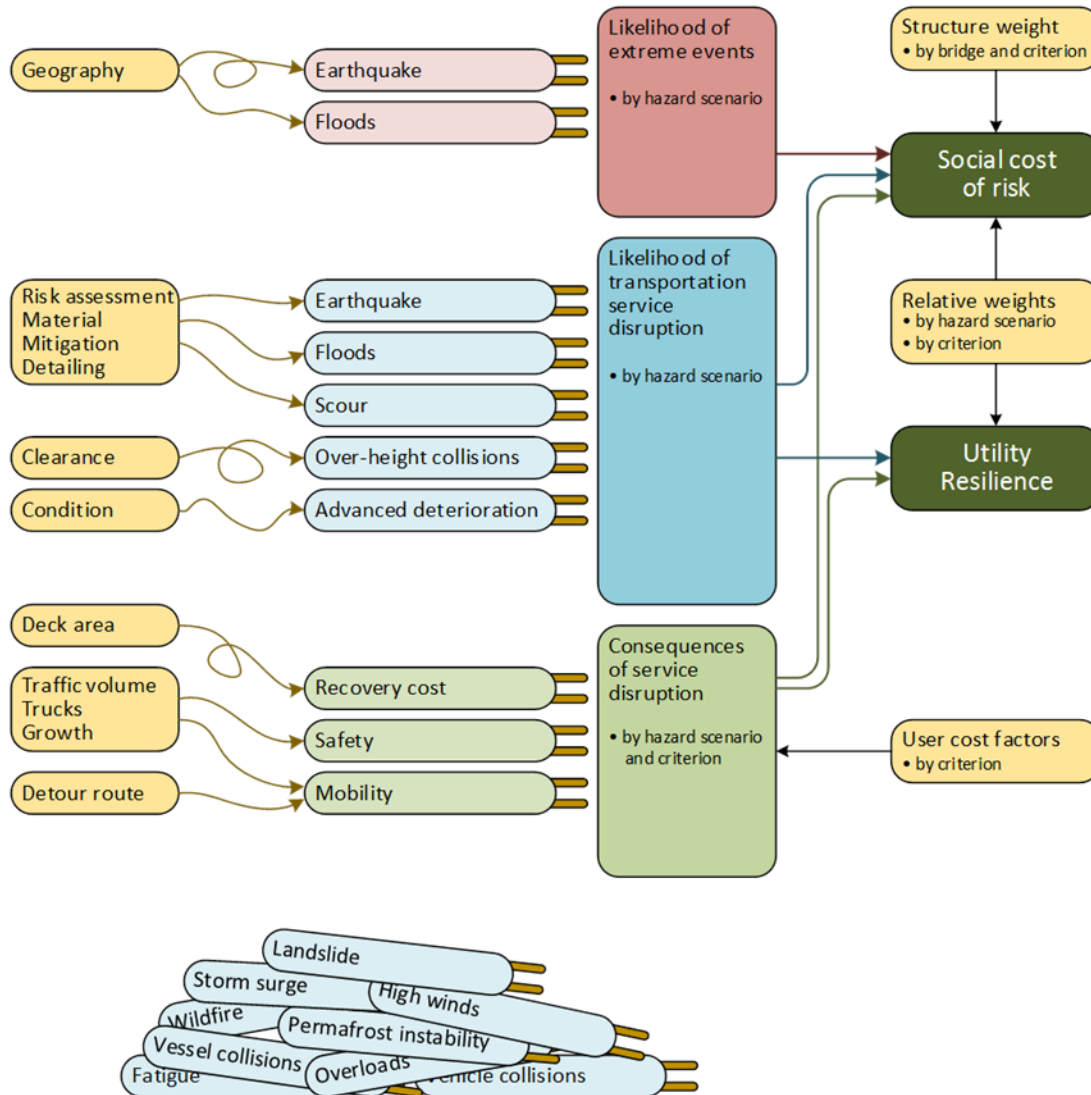 Geography
Earthquake
Floods
Likelihood of
extreme events
• by hazard scenario
Structure weight
• by bridge and criterion
Social cost
of risk
Risk assessment
Material
Mitigation
Detailing
Clearance
Condition
Earthquake
Floods
Scour
Over-height collisions
Advanced deterioration
Likelihood of
transportation
service
disruption
• by hazard scenario
Relative weights
• by hazard scenario
• by criterion
Utility
Resilience
Deck area
Traffic volume
Trucks
Growth
Detour route
Recovery cost
Safety
Mobility
Consequences
of service
disruption
• by hazard scenario
and criterion
User cost factors
• by criterion
Landslide
Storm surge
High winds
Wildfire
Permafrost instability
Vessel collisions
Overloads
Fatigue
Vehicle collisions